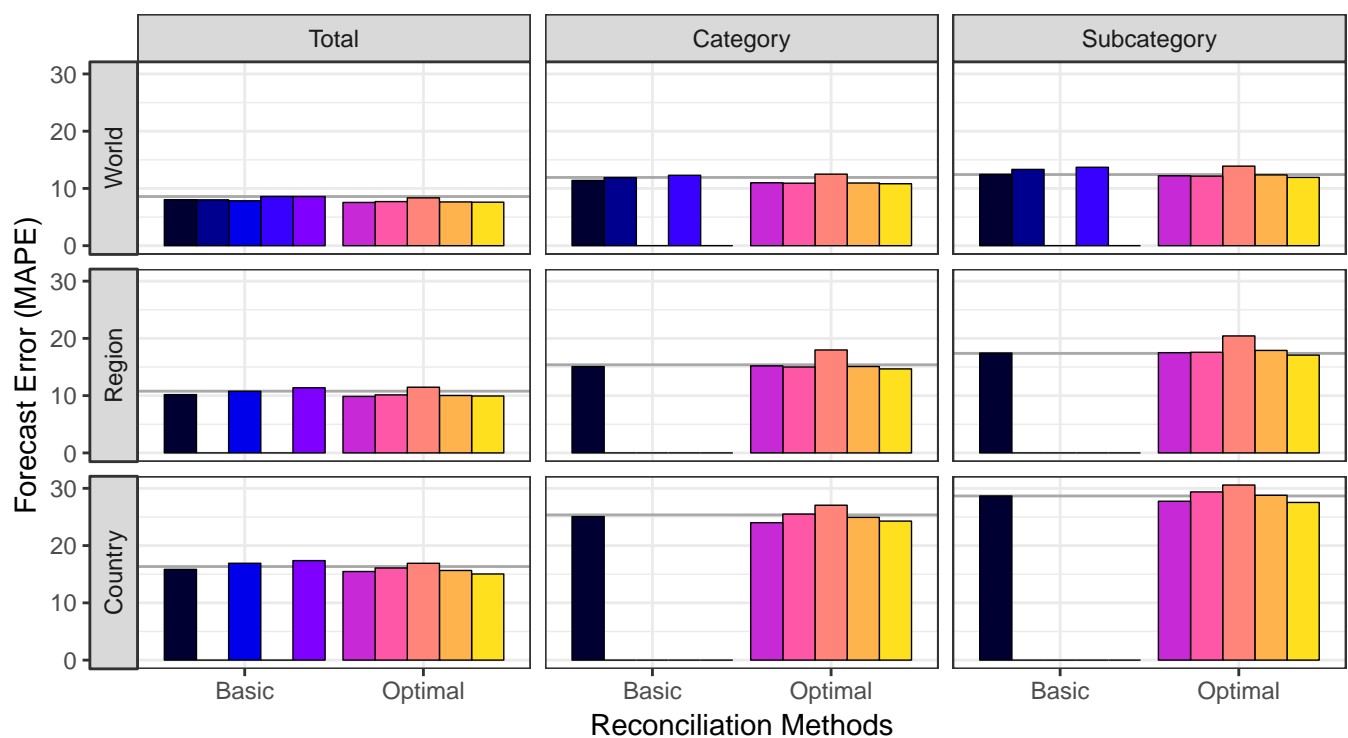 Total Category Subcategory
World
30
20
10
0
Region
30
20
10
0
Country
30
20
10
0
Forecast Error (MAPE)
Basic Optimal Basic Optimal Basic Optimal
Reconciliation Methods